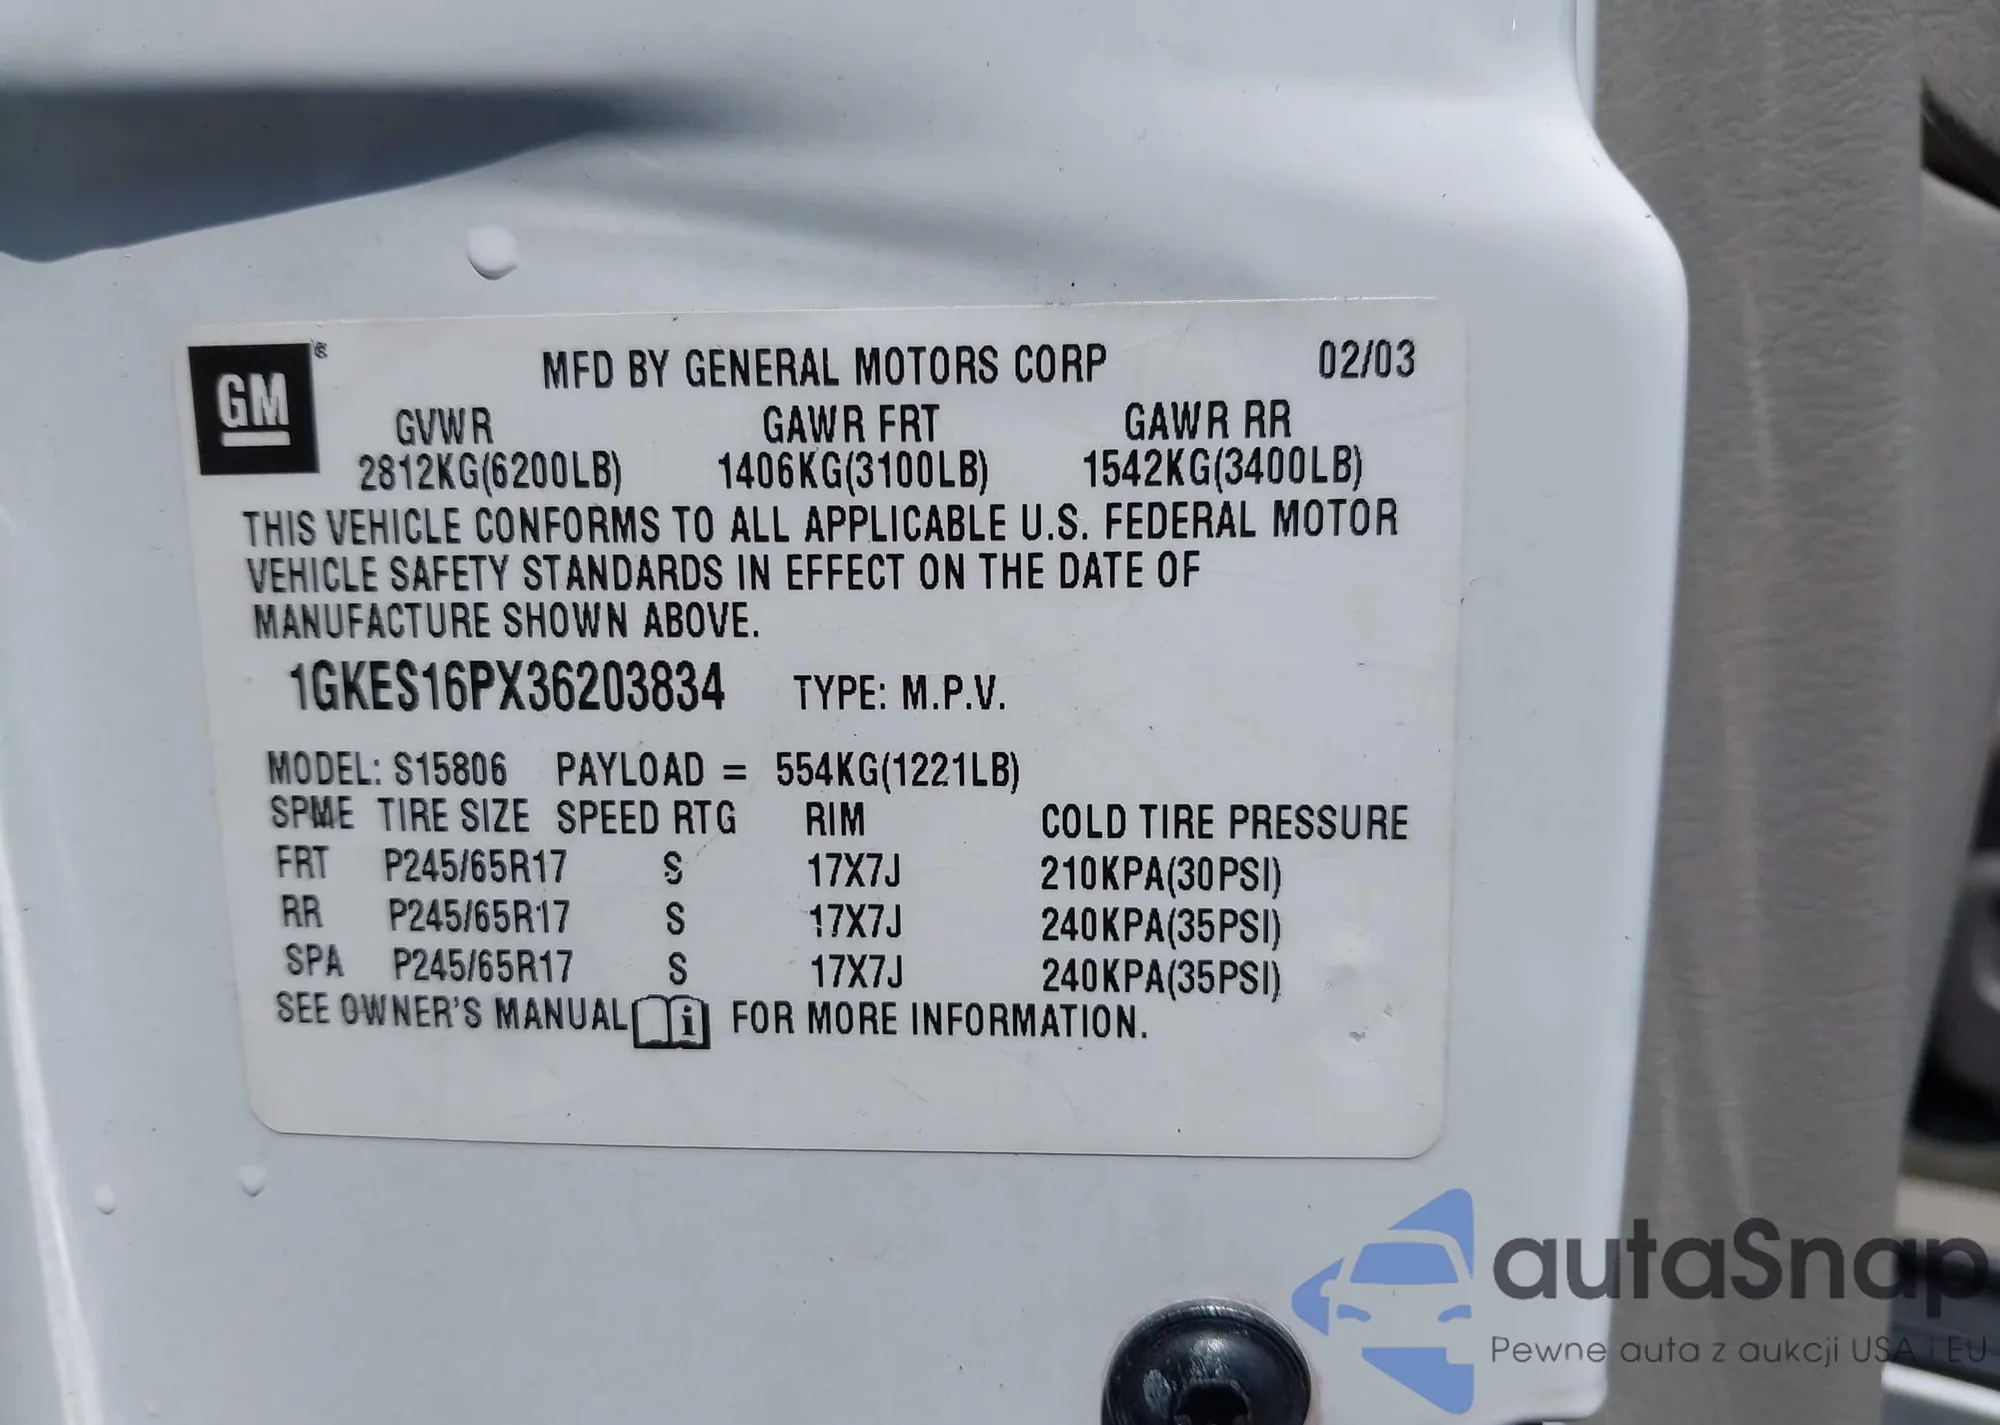 GM® MFD BY GENERAL MOTORS CORP 02/03
GVWR GAWR FRT GAWR RR
2812KG(6200LB) 1406KG(3100LB) 1542KG(3400LB)
THIS VEHICLE CONFORMS TO ALL APPLICABLE U.S. FEDERAL MOTOR
VEHICLE SAFETY STANDARDS IN EFFECT ON THE DATE OF
MANUFACTURE SHOWN ABOVE.
1GKES16PX36203834 TYPE: M.P.V.
MODEL: S15806 PAYLOAD = 554KG(1221LB)
SPME TIRE SIZE SPEED RTG RIM COLD TIRE PRESSURE
FRT P245/65R17 S 17X7J 210KPA(30PSI)
RR P245/65R17 S 17X7J 240KPA(35PSI)
SPA P245/65R17 S 17X7J 240KPA(35PSI)
SEE OWNER'S MANUAL i FOR MORE INFORMATION.
autaSnap
Pewne auta z aukcji USA i EU